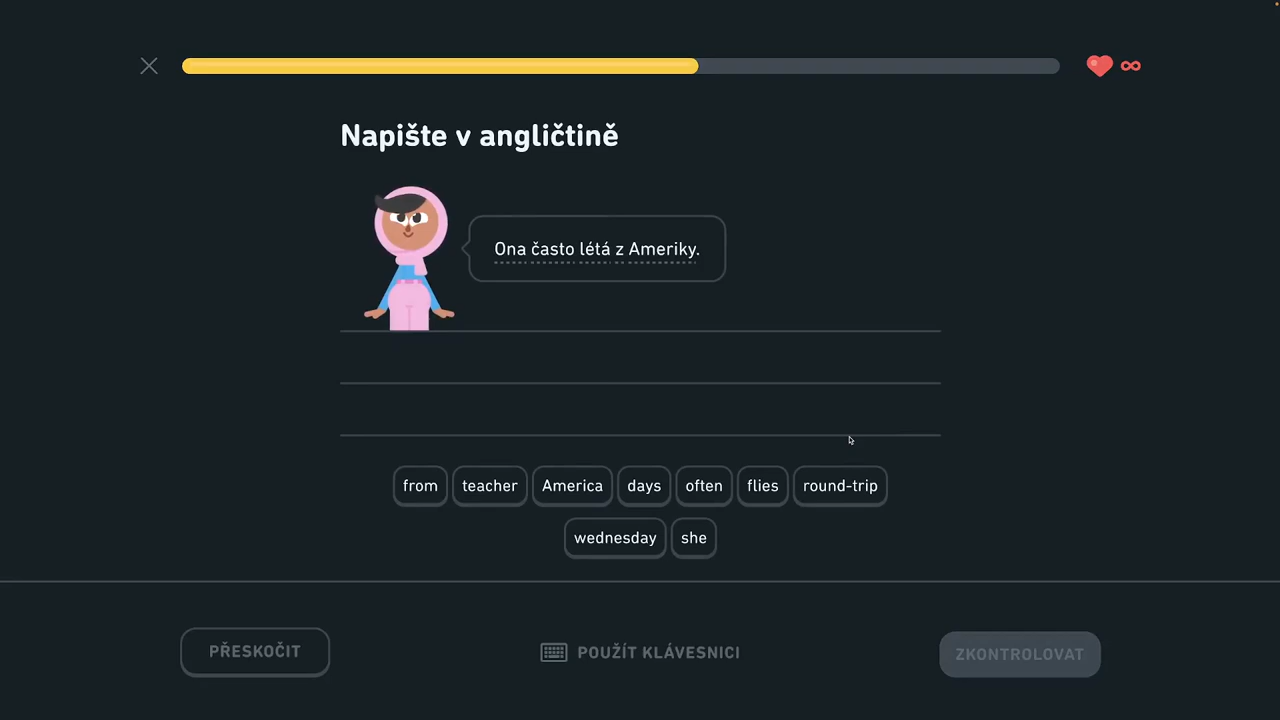 Napište v angličtině
Ona často létá z Ameriky.
from teacher America days often flies round-trip
wednesday she
PŘESKOČIT POUŽÍT KLÁVESNICI ZKONTROLOVAT